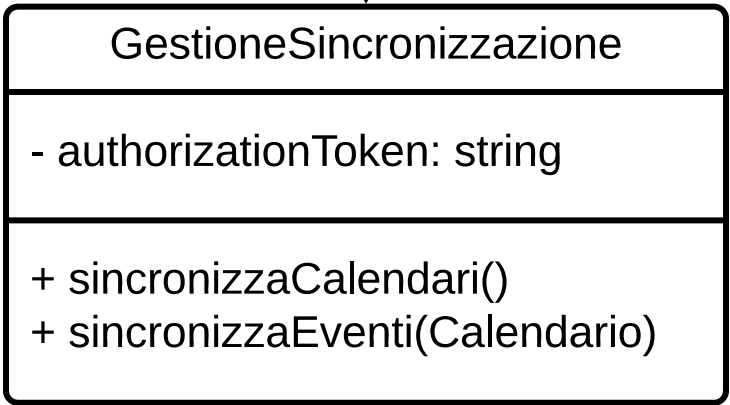 GestioneSincronizzazione
- authorizationToken: string
+ sincronizzaCalendari()
+ sincronizzaEventi(Calendario)